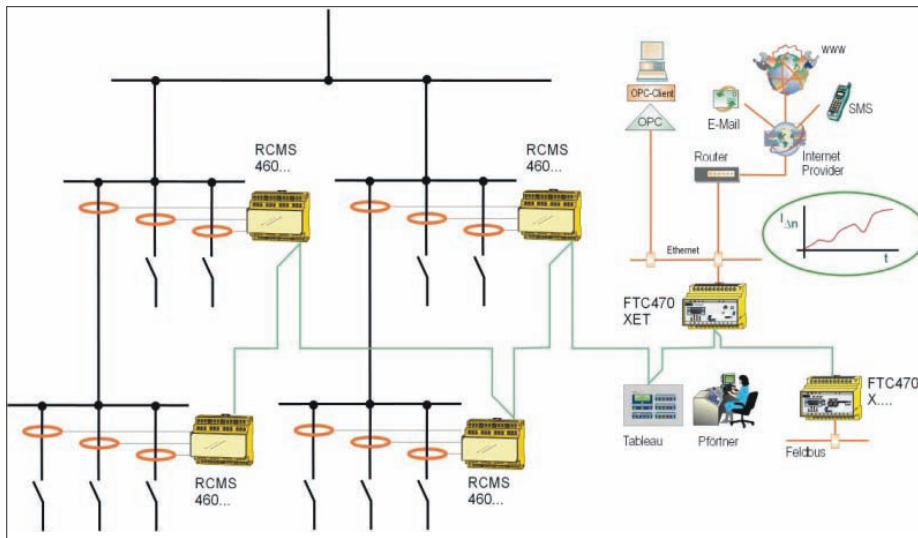 RCMS
460...
RCMS
460...
RCMS
460...
RCMS
460...
OPC-Client
OPC
E-Mail
WWW
SMS
Router
Internet
Provider
Ethernet
I Δn
t
FTC470
XET
FTC470
X....
Tableau
Pförtner
Feldbus